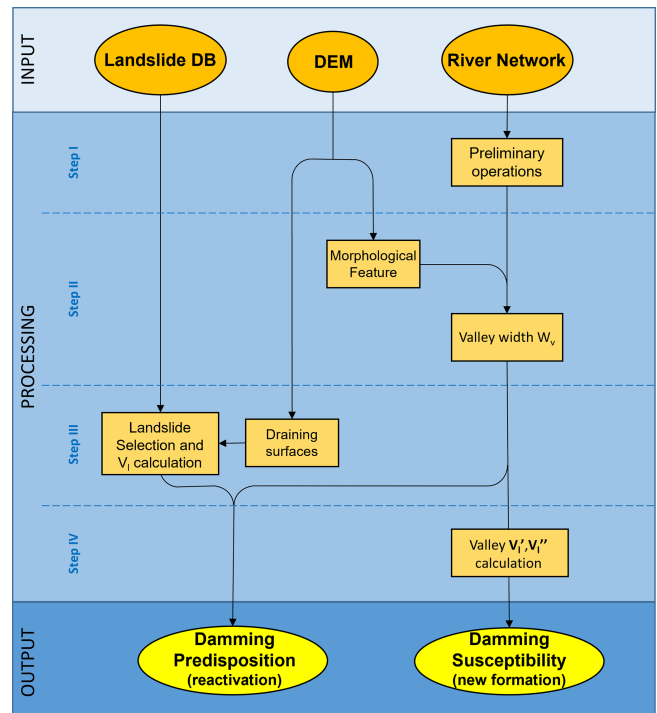 INPUT
Landslide DB
DEM
River Network
PROCESSING
Step I
Preliminary
operations
Step II
Morphological
Feature
Valley width Wᵥ
Step III
Landslide
Selection and
Vₗ calculation
Draining
surfaces
Step IV
Valley Vₗ′,Vₗ′′
calculation
OUTPUT
Damming
Predisposition
(reactivation)
Damming
Susceptibility
(new formation)